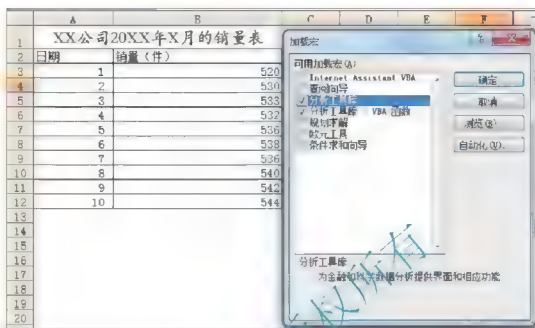 A B C D E F
1 XX公司20XX年X月的销量表
2 日期 销量（件）
3 1 520
4 2 530
5 3 533
6 4 532
7 5 536
8 6 538
9 7 536
10 8 540
11 9 542
12 10 544
13
14
15
16
17
18
19
20
加载宏
可用加载宏(A):
Internet Assistant VBA
查阅向导
分析工具库
分析工具库 - VBA 函数
规划求解
欧元工具
条件求和向导
确定
取消
浏览(B)
自动化(U)...
分析工具库
为金融和科学数据分析提供界面和相应功能
权所有